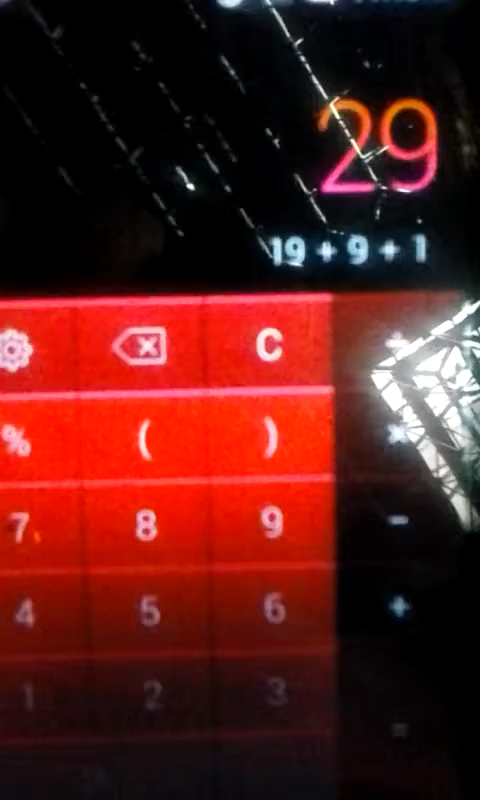 29
19 + 9 + 1
C ÷
% ( ) ×
7 8 9 -
4 5 6 +
1 2 3 =